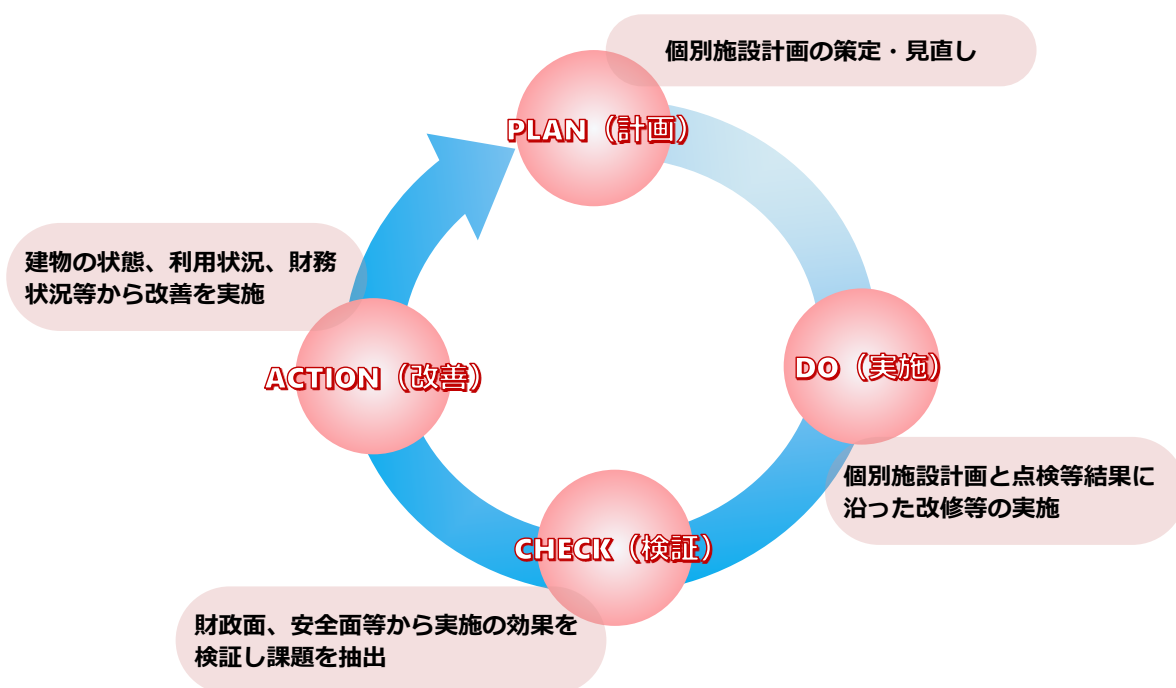 個別施設計画の策定・見直し
PLAN（計画）
建物の状態、利用状況、財務
状況等から改善を実施
DO（実施）
ACTION（改善）
個別施設計画と点検等結果に
沿った改修等の実施
CHECK（検証）
財政面、安全面等から実施の効果を
検証し課題を抽出